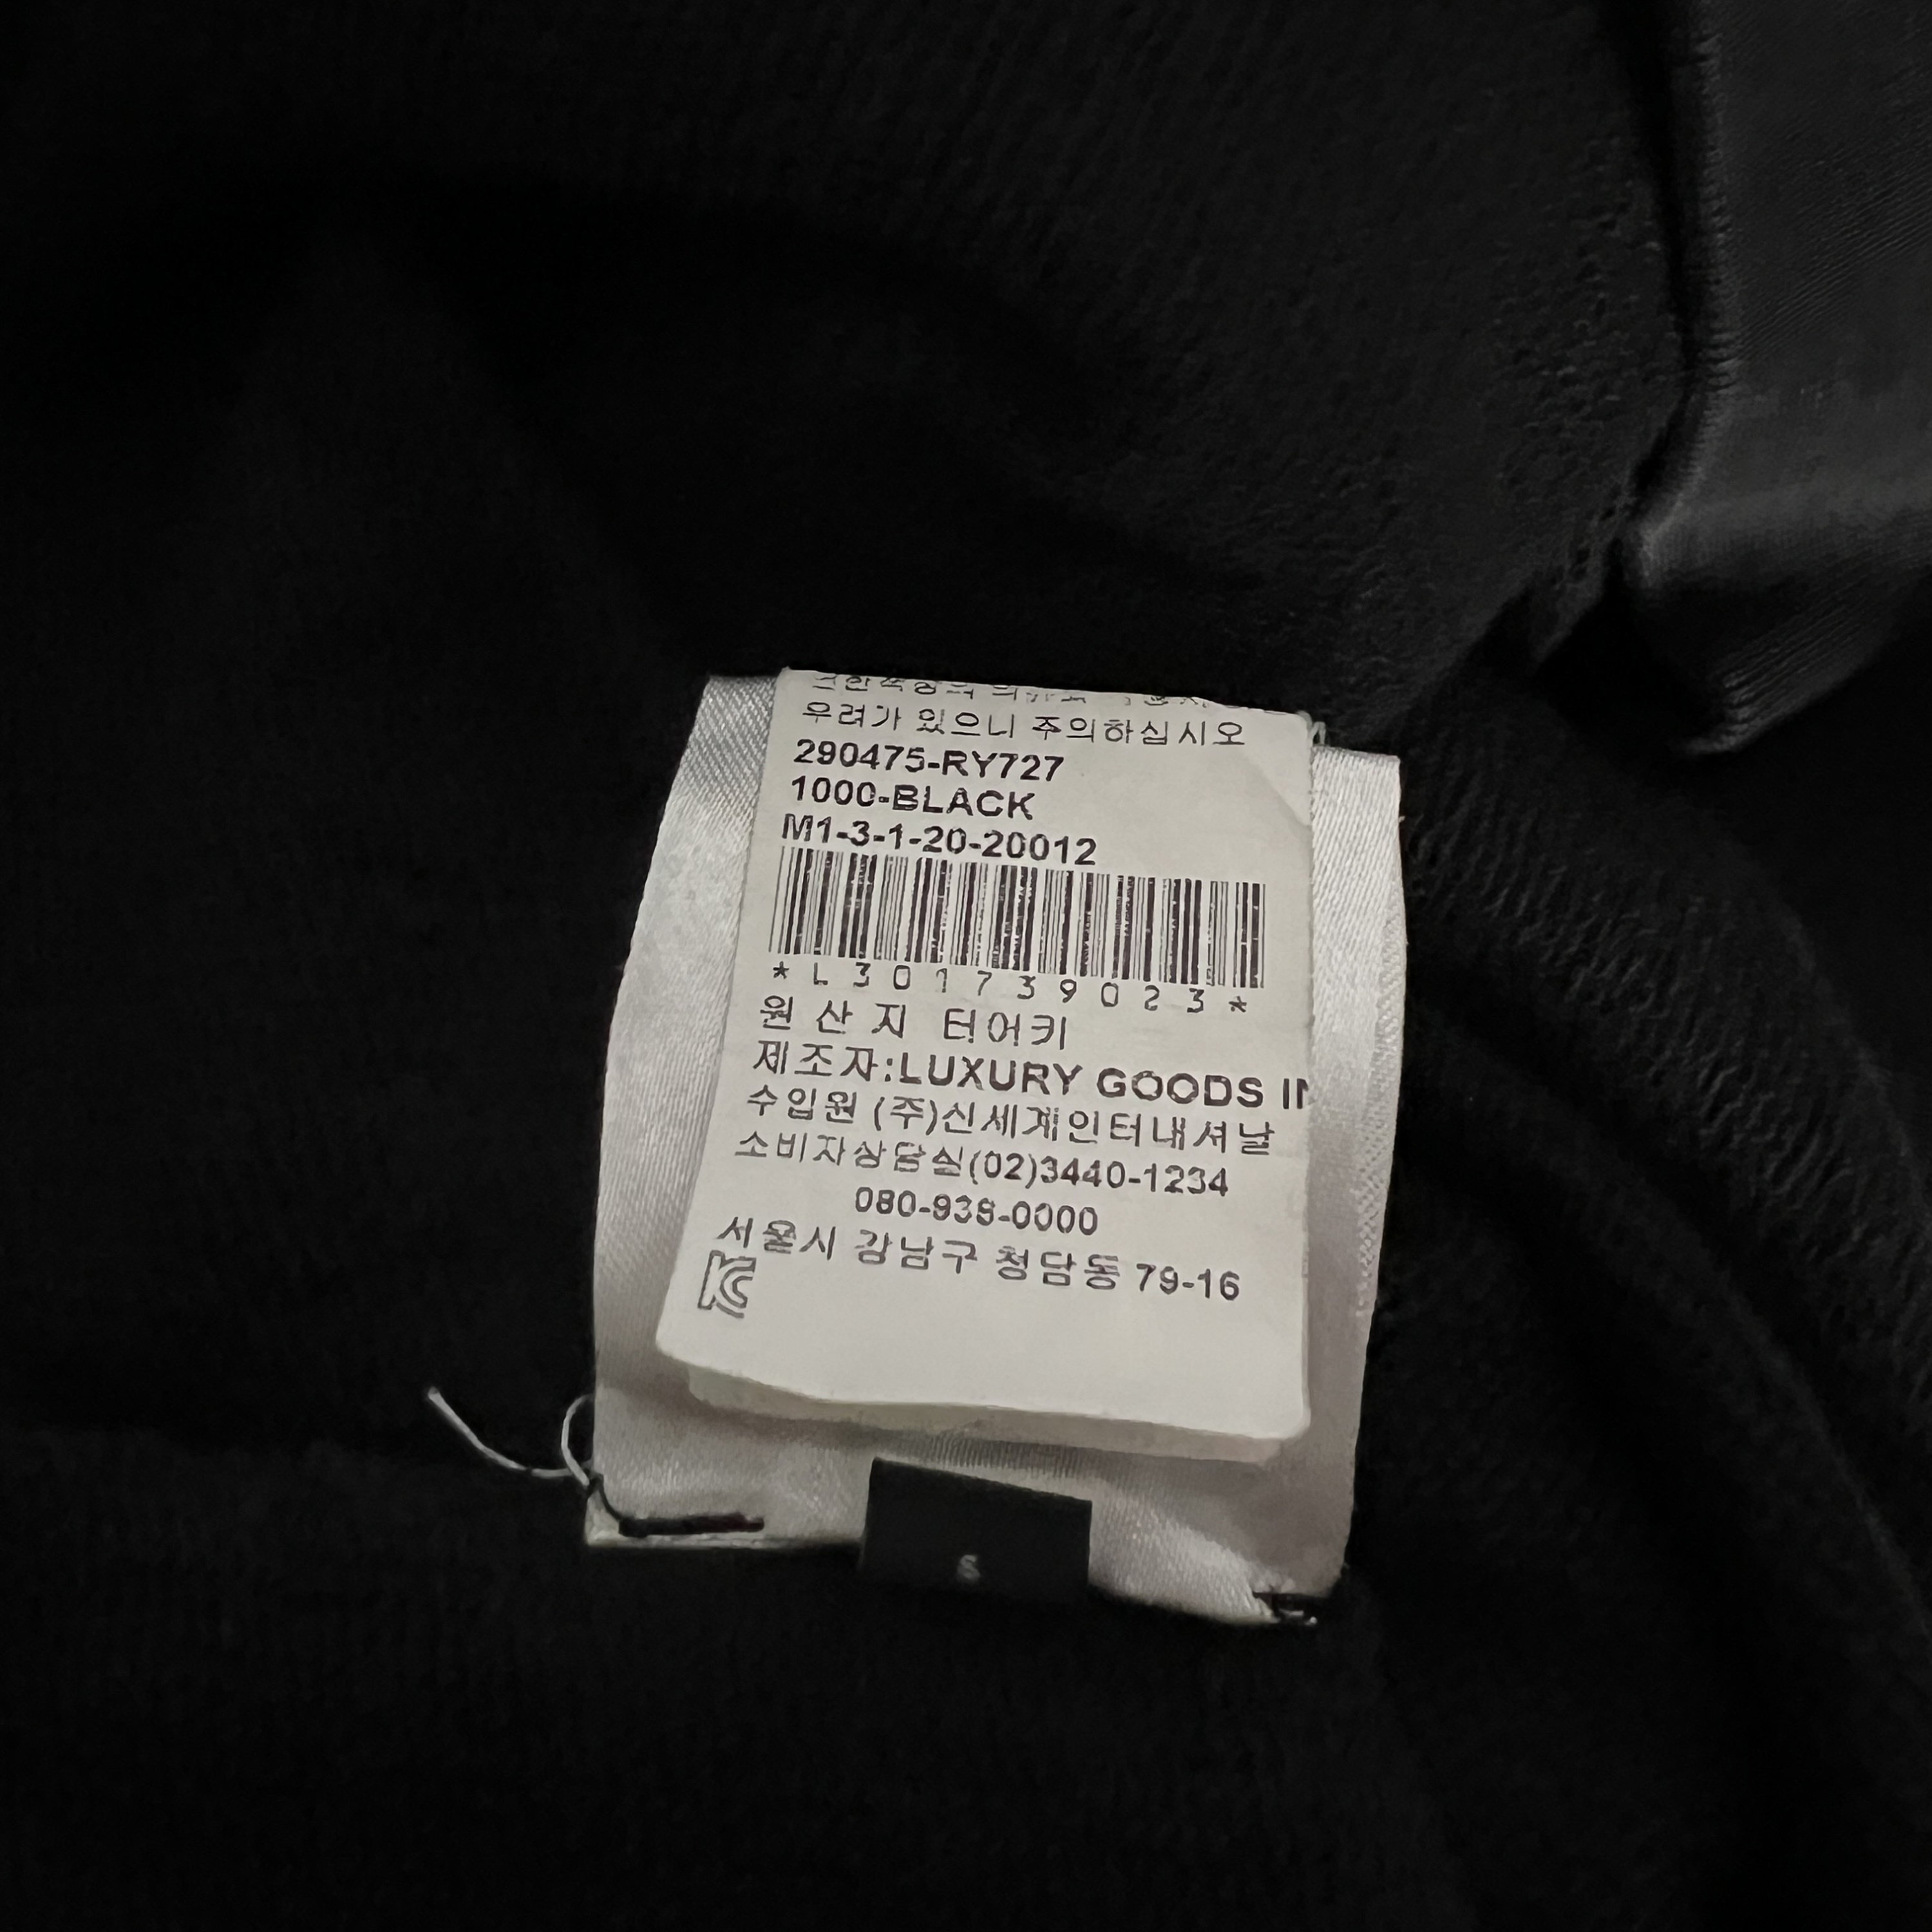 우려가 있으니 주의하십시오
290475-RY727
1000-BLACK
M1-3-1-20-20012
*L301739023*
원 산 지 터어키
제조자:LUXURY GOODS IN
수입원 (주)신세계인터내셔날
소비자상담실(02)3440-1234
서울시 강남구 청담동 79-16
KC
S